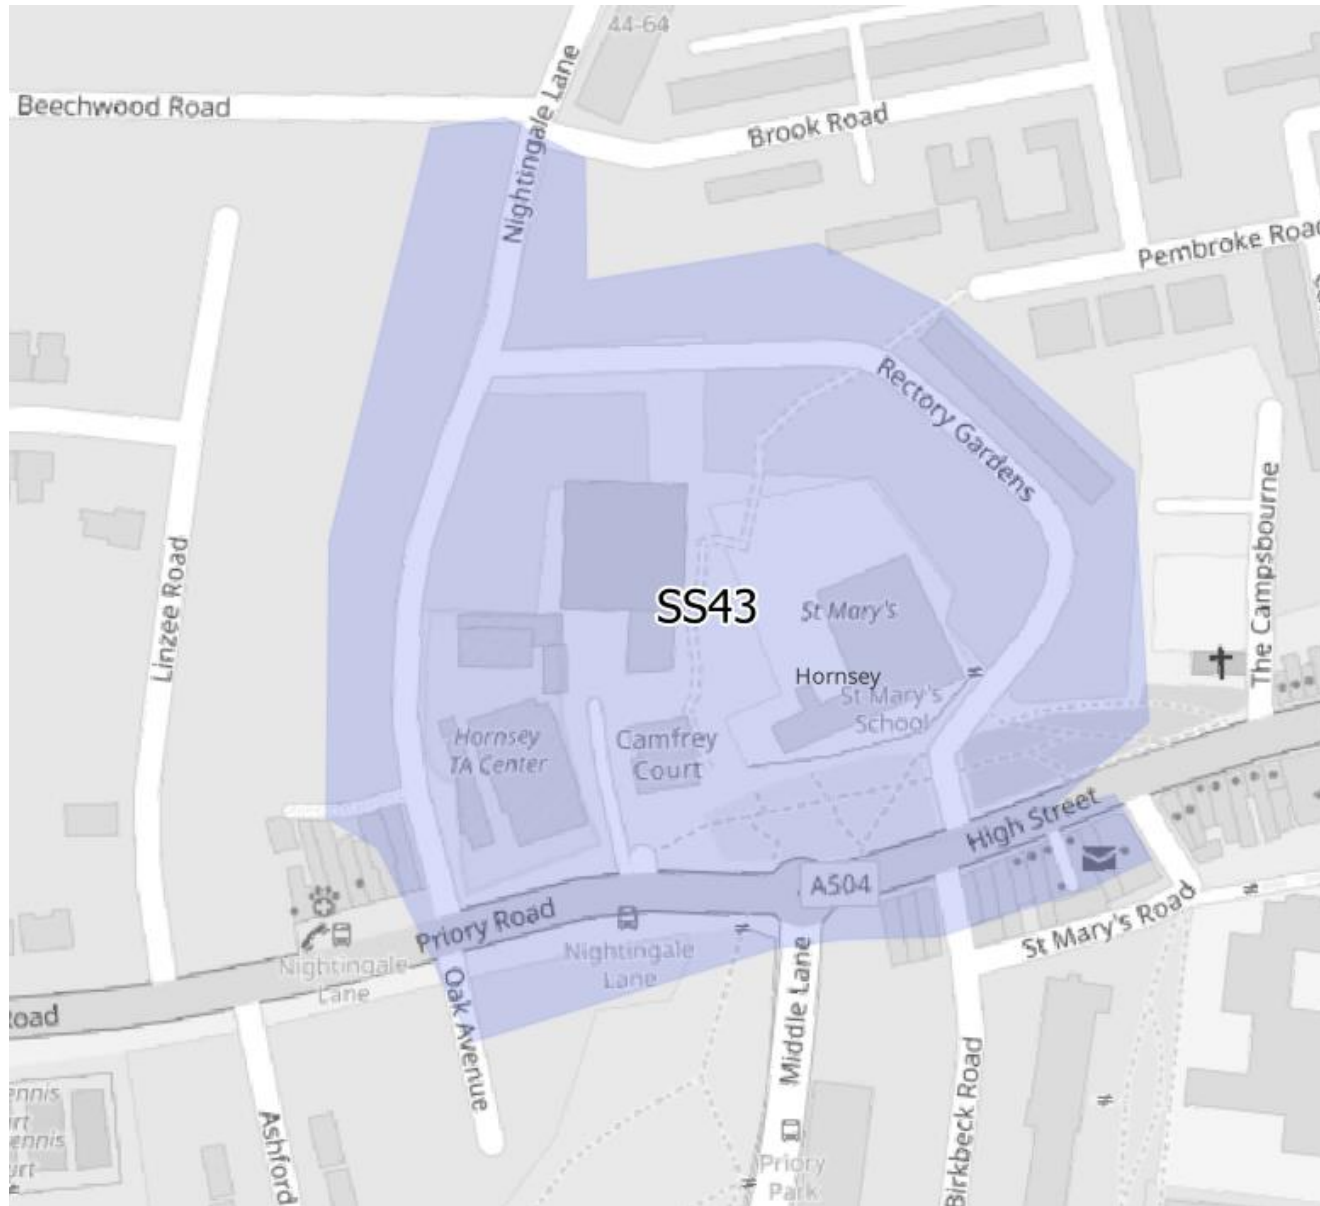 44-64
Nightingale Lane
Beechwood Road
Brook Road
Pembroke Road
Rectory Gardens
The Campsbourne
Linzee Road
SS43
St Mary's
Hornsey
St Mary's
School
Hornsey
TA Center
Camfrey
Court
High Street
A504
Priory Road
Nightingale
Lane
Nightingale
Lane
St Mary's Road
Oak Avenue
Middle Lane
Birkbeck Road
Ashford
Priory
Park